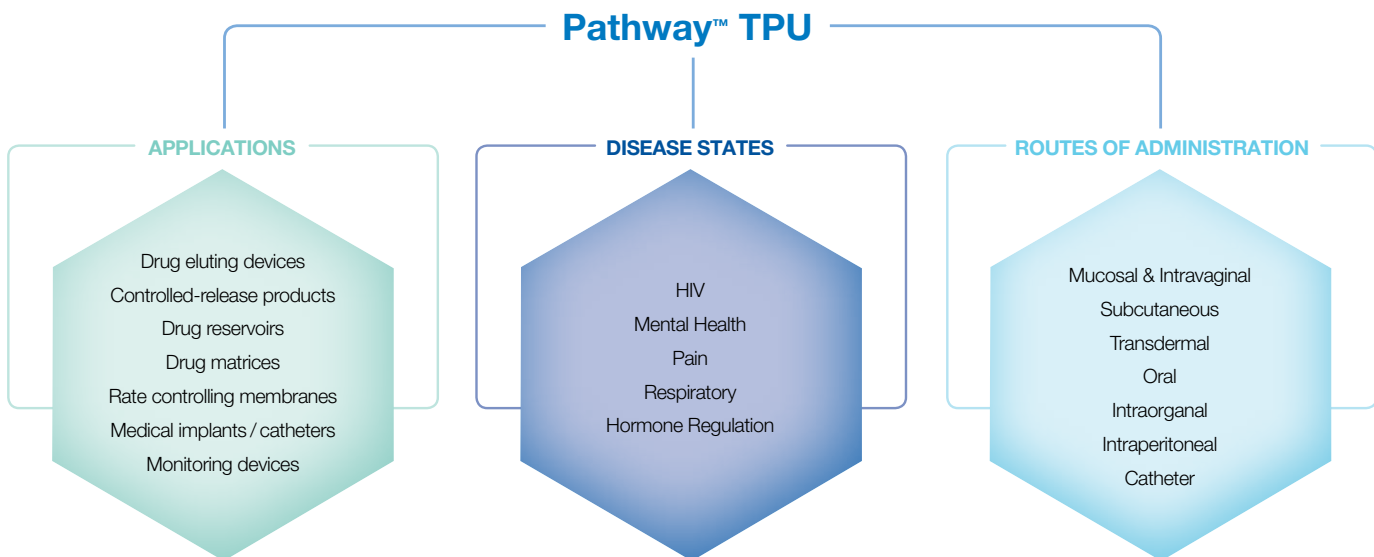 Pathway™ TPU
APPLICATIONS
Drug eluting devices
Controlled-release products
Drug reservoirs
Drug matrices
Rate controlling membranes
Medical implants / catheters
Monitoring devices
DISEASE STATES
HIV
Mental Health
Pain
Respiratory
Hormone Regulation
ROUTES OF ADMINISTRATION
Mucosal & Intravaginal
Subcutaneous
Transdermal
Oral
Intraorganal
Intraperitoneal
Catheter